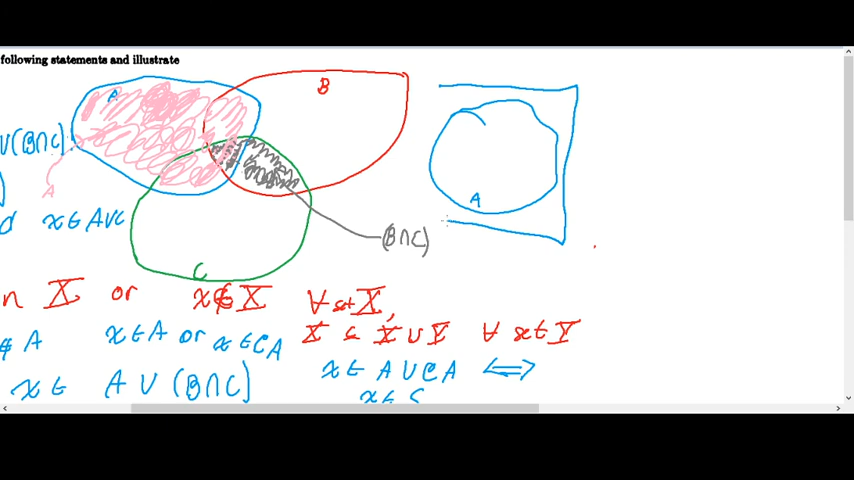 following statements and illustrate
A
B
∪(B∩C)
A
A
x∈A∪C
(B∩C)
C
n X or x∉X ∀ set X,
∉ A x∈A or x∈CA X ⊆ X∪Y ∀ set Y
x∈ A∪(B∩C) x∈ A∪CA ⟺
x∈